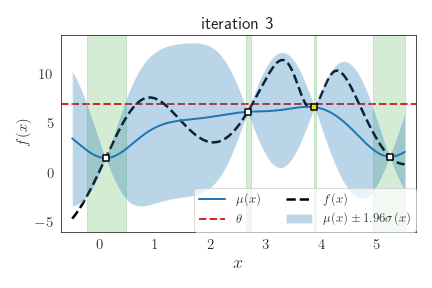 iteration 3
10
5
0
−5
f(x)
μ(x)
θ
f(x)
μ(x) ± 1.96σ(x)
0 1 2 3 4 5
x